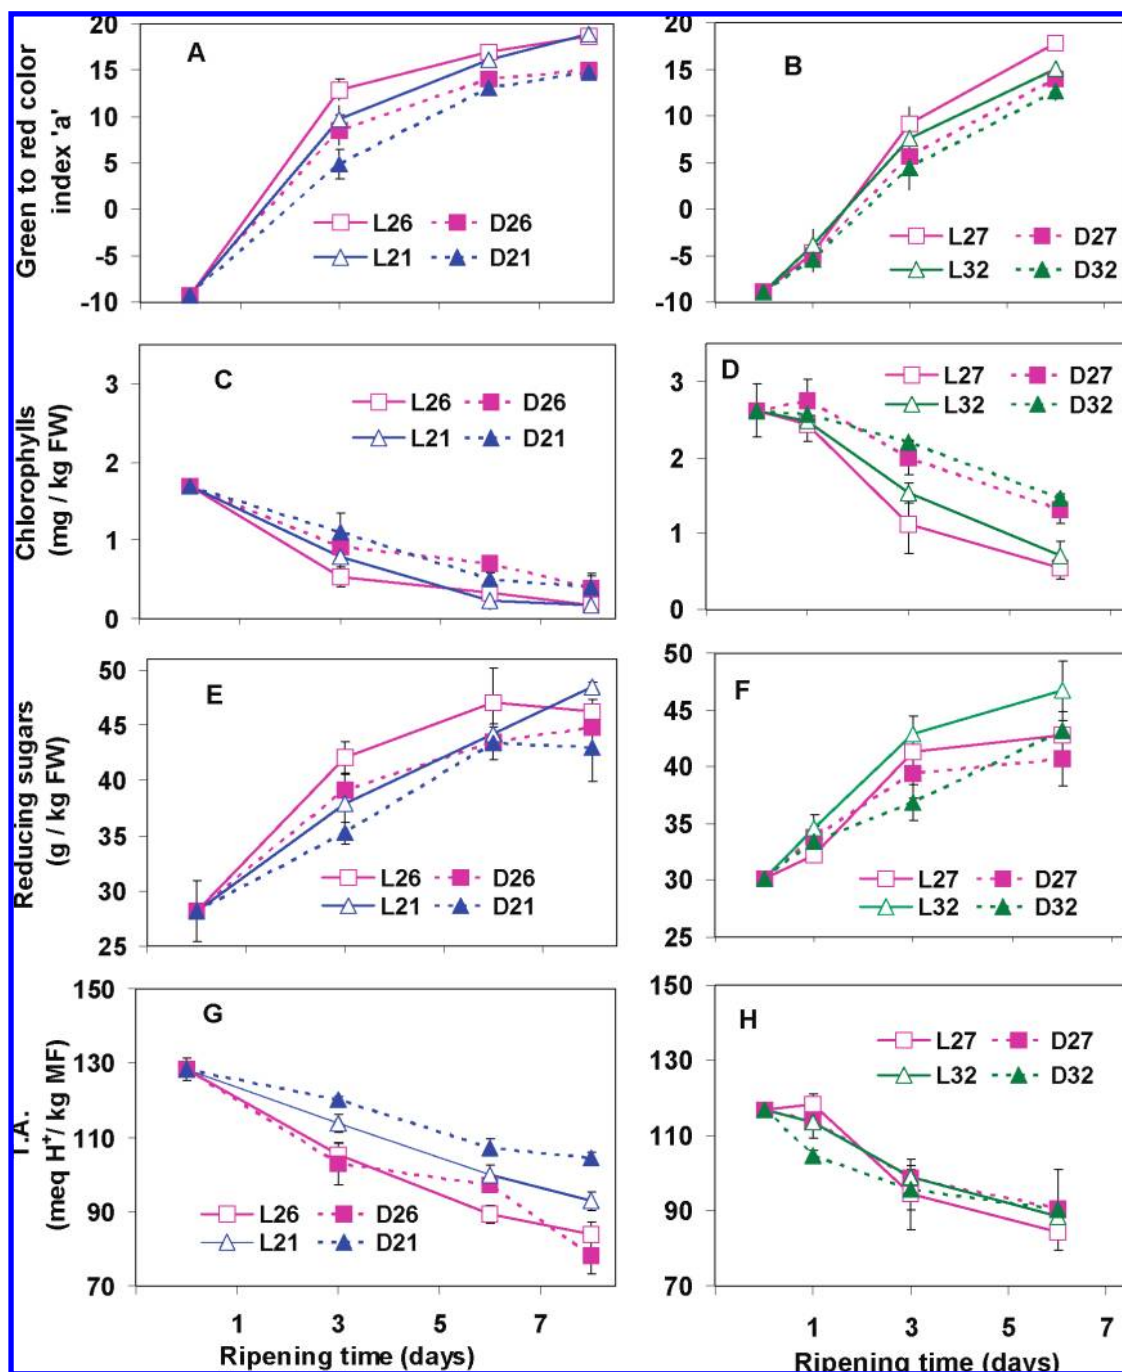 Green to red color
index 'a'
20
15
10
5
0
-5
-10
A
L26 D26
L21 D21
20
15
10
5
0
-5
-10
B
L27 D27
L32 D32
Chlorophylls
(mg / kg FW)
3
2
1
0
C
L26 D26
L21 D21
3
2
1
0
D
L27 D27
L32 D32
Reducing sugars
(g / kg FW)
50
45
40
35
30
25
E
L26 D26
L21 D21
50
45
40
35
30
25
F
L27 D27
L32 D32
T.A.
(meq H⁺/ kg MF)
150
130
110
90
70
G
L26 D26
L21 D21
1 3 5 7
Ripening time (days)
150
130
110
90
70
H
L27 D27
L32 D32
1 3 5 7
Ripening time (days)